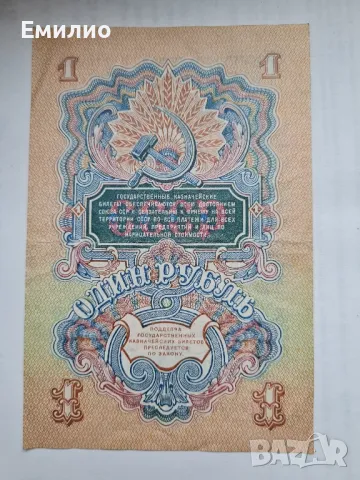 Емилио
1 1
ГОСУДАРСТВЕННЫЕ КАЗНАЧЕЙСКИЕ
БИЛЕТЫ ОБЕСПЕЧИВАЮТСЯ ВСЕМ ДОСТОЯНИЕМ
СОЮЗА ССР И ОБЯЗАТЕЛЬНЫ К ПРИЕМУ НА ВСЕЙ
ТЕРРИТОРИИ СССР ВО ВСЕ ПЛАТЕЖИ ДЛЯ ВСЕХ
УЧРЕЖДЕНИЙ, ПРЕДПРИЯТИЙ И ЛИЦ ПО
НАРИЦАТЕЛЬНОЙ СТОИМОСТИ.
ОДИН РУБЛЬ
ПОДДЕЛКА
ГОСУДАРСТВЕННЫХ
КАЗНАЧЕЙСКИХ БИЛЕТОВ
ПРЕСЛЕДУЕТСЯ
ПО ЗАКОНУ.
1 1
BAZAR